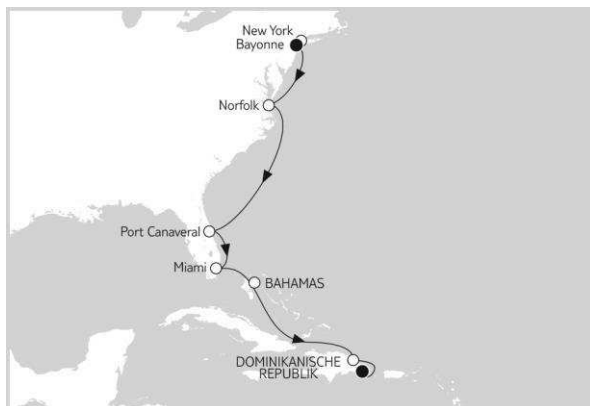 New York
Bayonne
Norfolk
Port Canaveral
Miami
BAHAMAS
DOMINIKANISCHE
REPUBLIK